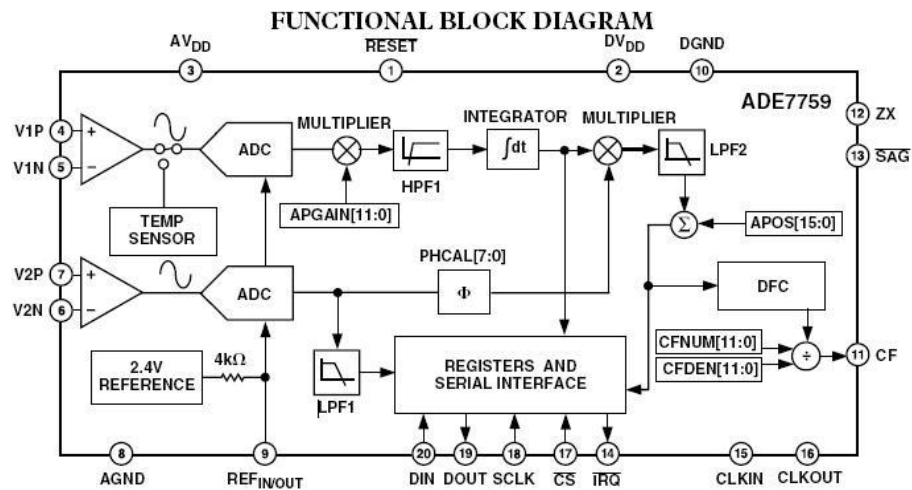 FUNCTIONAL BLOCK DIAGRAM
AVDD
RESET
DVDD
DGND
3
1
2
10
ADE7759
V1P 4
+
V1N 5
−
ADC
MULTIPLIER
HPF1
INTEGRATOR
∫dt
MULTIPLIER
LPF2
12 ZX
13 SAG
TEMP
SENSOR
APGAIN[11:0]
Σ
APOS[15:0]
V2P 7
+
V2N 6
−
ADC
PHCAL[7:0]
Φ
DFC
2.4V
REFERENCE
4kΩ
LPF1
REGISTERS AND
SERIAL INTERFACE
CFNUM[11:0]
CFDEN[11:0]
÷
11 CF
8
9
20
19
18
17
14
15
16
AGND
REFIN/OUT
DIN
DOUT
SCLK
CS
IRQ
CLKIN
CLKOUT